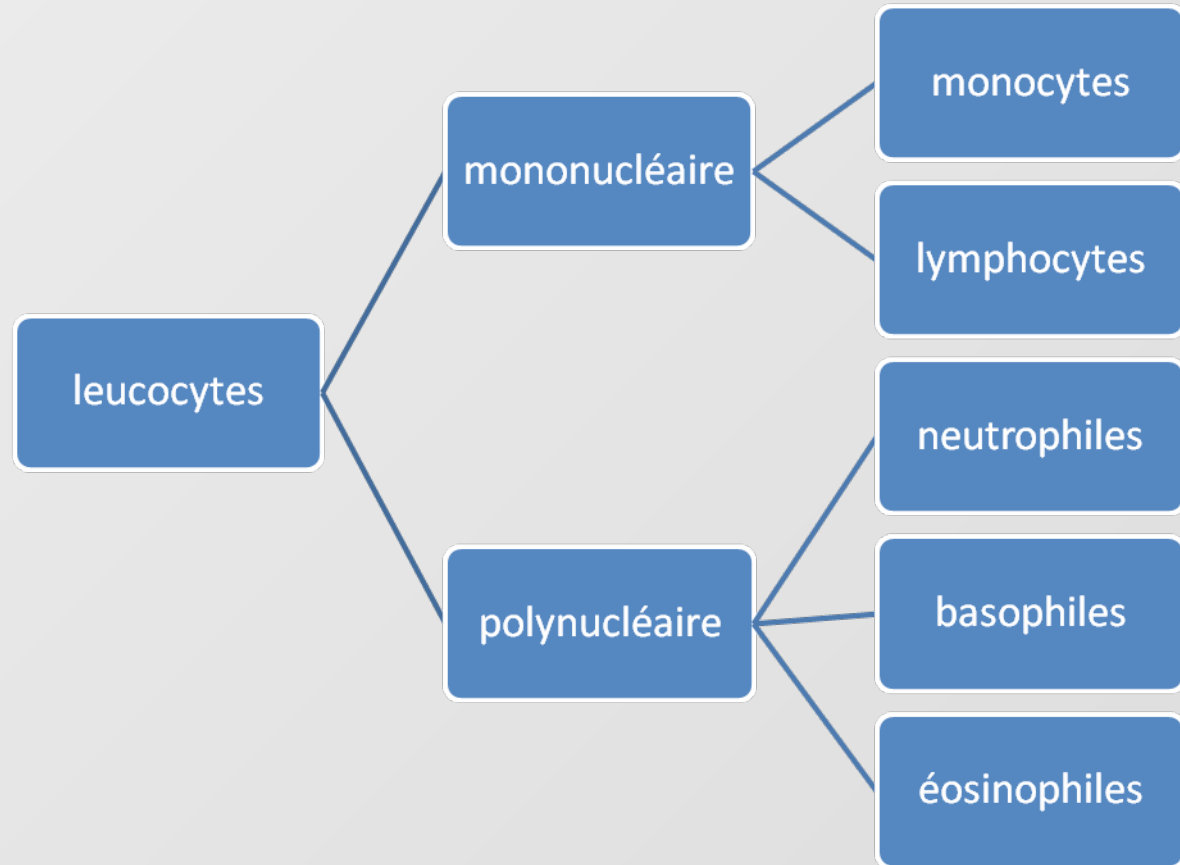 leucocytes
mononucléaire
monocytes
lymphocytes
polynucléaire
neutrophiles
basophiles
éosinophiles